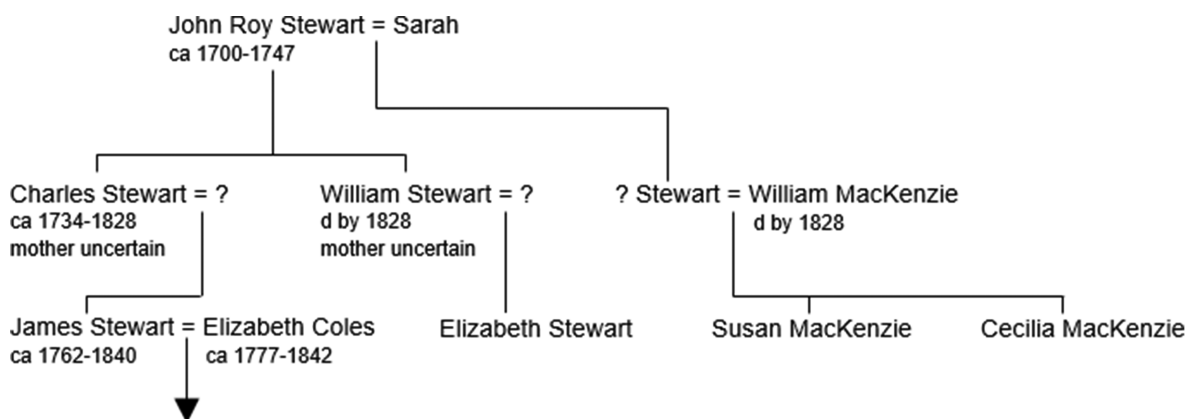 John Roy Stewart = Sarah
ca 1700-1747
Charles Stewart = ?
ca 1734-1828
mother uncertain
William Stewart = ?
d by 1828
mother uncertain
? Stewart = William MacKenzie
d by 1828
James Stewart = Elizabeth Coles
ca 1762-1840
ca 1777-1842
Elizabeth Stewart
Susan MacKenzie
Cecilia MacKenzie